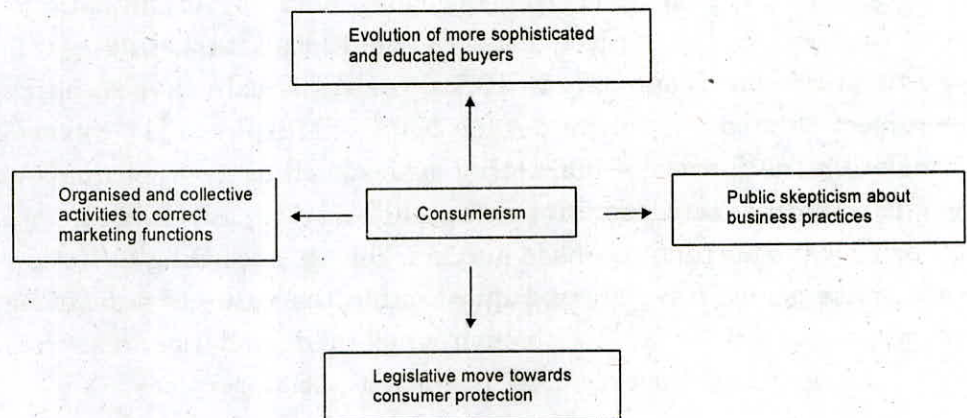 Evolution of more sophisticated
and educated buyers
Organised and collective
activities to correct
marketing functions
Consumerism
Public skepticism about
business practices
Legislative move towards
consumer protection